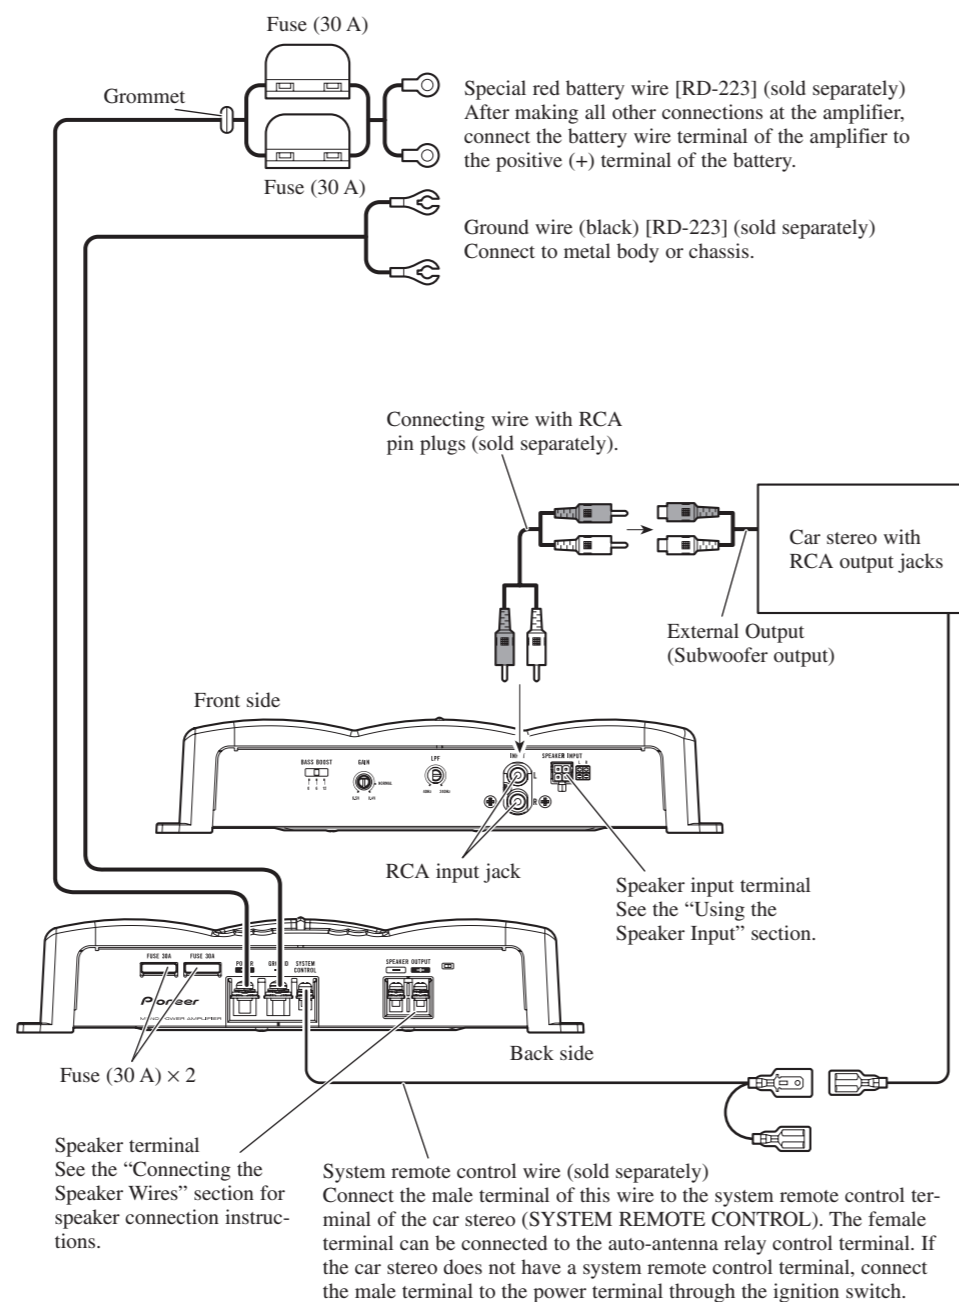 Fuse (30 A)
Grommet
Fuse (30 A)
Special red battery wire [RD-223] (sold separately)
After making all other connections at the amplifier,
connect the battery wire terminal of the amplifier to
the positive (+) terminal of the battery.
Ground wire (black) [RD-223] (sold separately)
Connect to metal body or chassis.
Connecting wire with RCA
pin plugs (sold separately).
Car stereo with
RCA output jacks
External Output
(Subwoofer output)
Front side
BASS BOOST
0 6 12
GAIN
NORMAL
LPF
40Hz 240Hz
L
R
SPEAKER INPUT
L R
RCA input jack
Speaker input terminal
See the “Using the
Speaker Input” section.
FUSE 30A FUSE 30A
SYSTEM
CONTROL
SPEAKER OUTPUT
Pioneer
Back side
Fuse (30 A) × 2
Speaker terminal
See the “Connecting the
Speaker Wires” section for
speaker connection instruc-
tions.
System remote control wire (sold separately)
Connect the male terminal of this wire to the system remote control ter-
minal of the car stereo (SYSTEM REMOTE CONTROL). The female
terminal can be connected to the auto-antenna relay control terminal. If
the car stereo does not have a system remote control terminal, connect
the male terminal to the power terminal through the ignition switch.